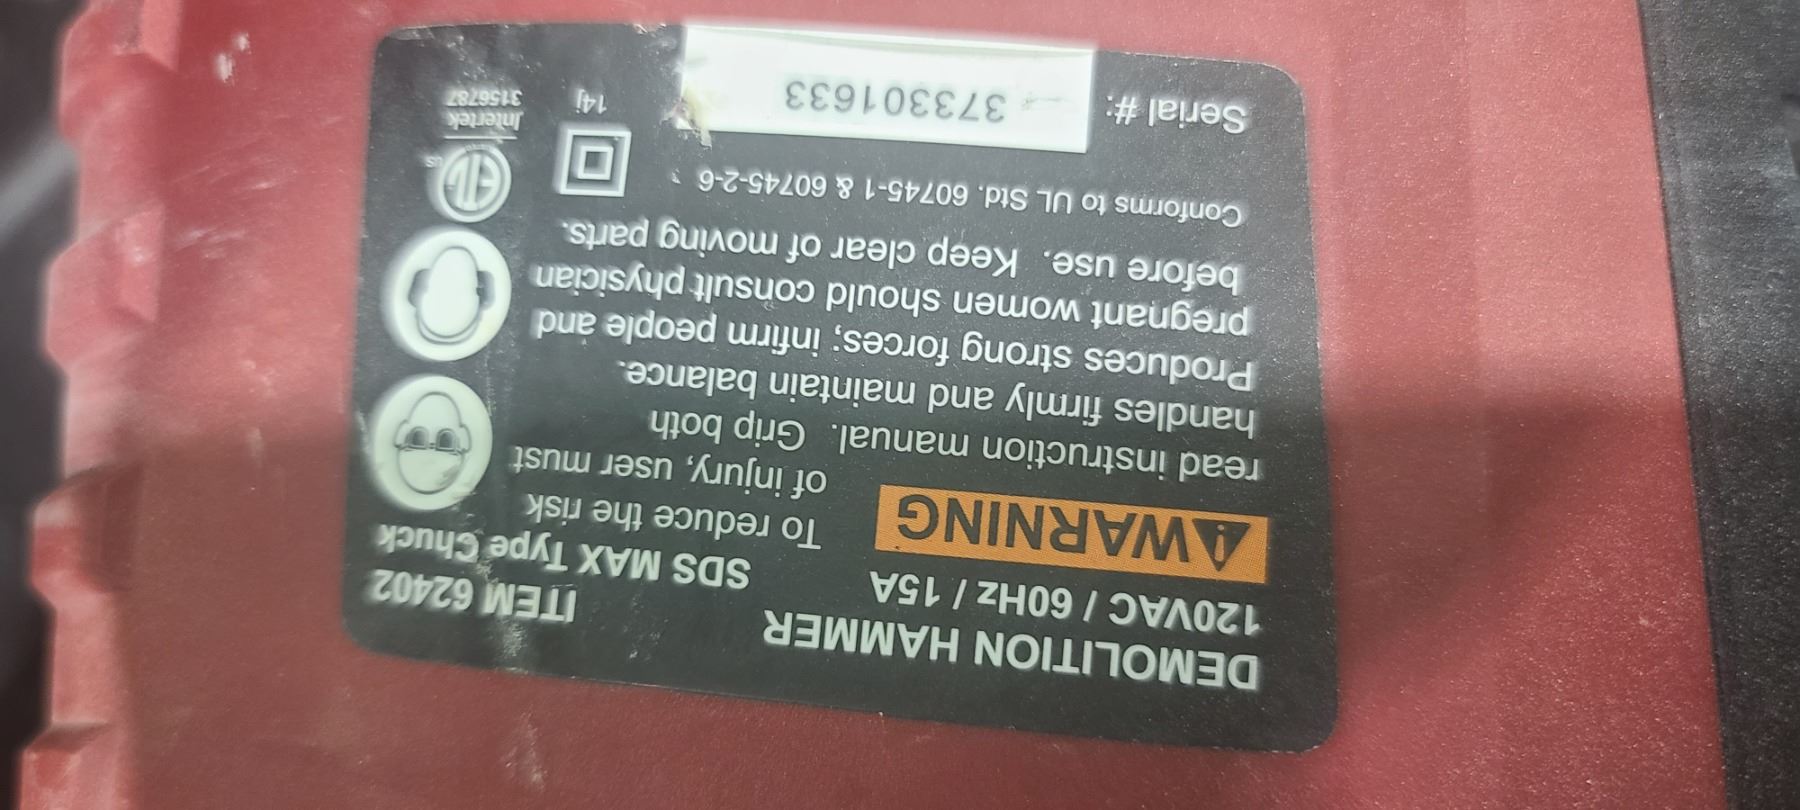 DEMOLITION HAMMER ITEM 62402
120VAC / 60Hz / 15A SDS MAX Type Chuck
⚠WARNING To reduce the risk
of injury, user must
read instruction manual. Grip both
handles firmly and maintain balance.
Produces strong forces; infirm people and
pregnant women should consult physician
before use. Keep clear of moving parts.
Conforms to UL Std. 60745-1 & 60745-2-6
Serial #: 373301633
14j
ETL
US
Intertek
3156787